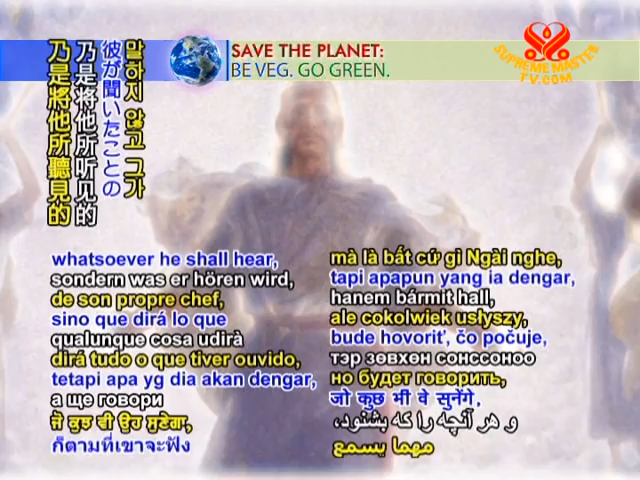 SAVE THE PLANET:
BE VEG. GO GREEN.
SUPREME MASTER
TV.COM
말하지 않고 그가
彼が聞いたことの
乃是将他所听见的
乃是將他所聽見的
whatsoever he shall hear,
sondern was er hören wird,
de son propre chef,
sino que dirá lo que
qualunque cosa udirà
dirá tudo o que tiver ouvido,
tetapi apa yg dia akan dengar,
а ще говори
ਜੋ ਕੁਝ ਵੀ ਉਹ ਸੁਣੇਗਾ,
ก็ตามที่เขาจะฟัง
mà là bất cứ gì Ngài nghe,
tapi apapun yang ia dengar,
hanem bármit hall,
ale cokolwiek usłyszy,
bude hovoriť, čo počuje,
тэр зөвхөн сонссоноо
но будет говорить,
जो कुछ भी वे सुनेंगे,
و هر آنچه را که بشنود،
مهما يسمع